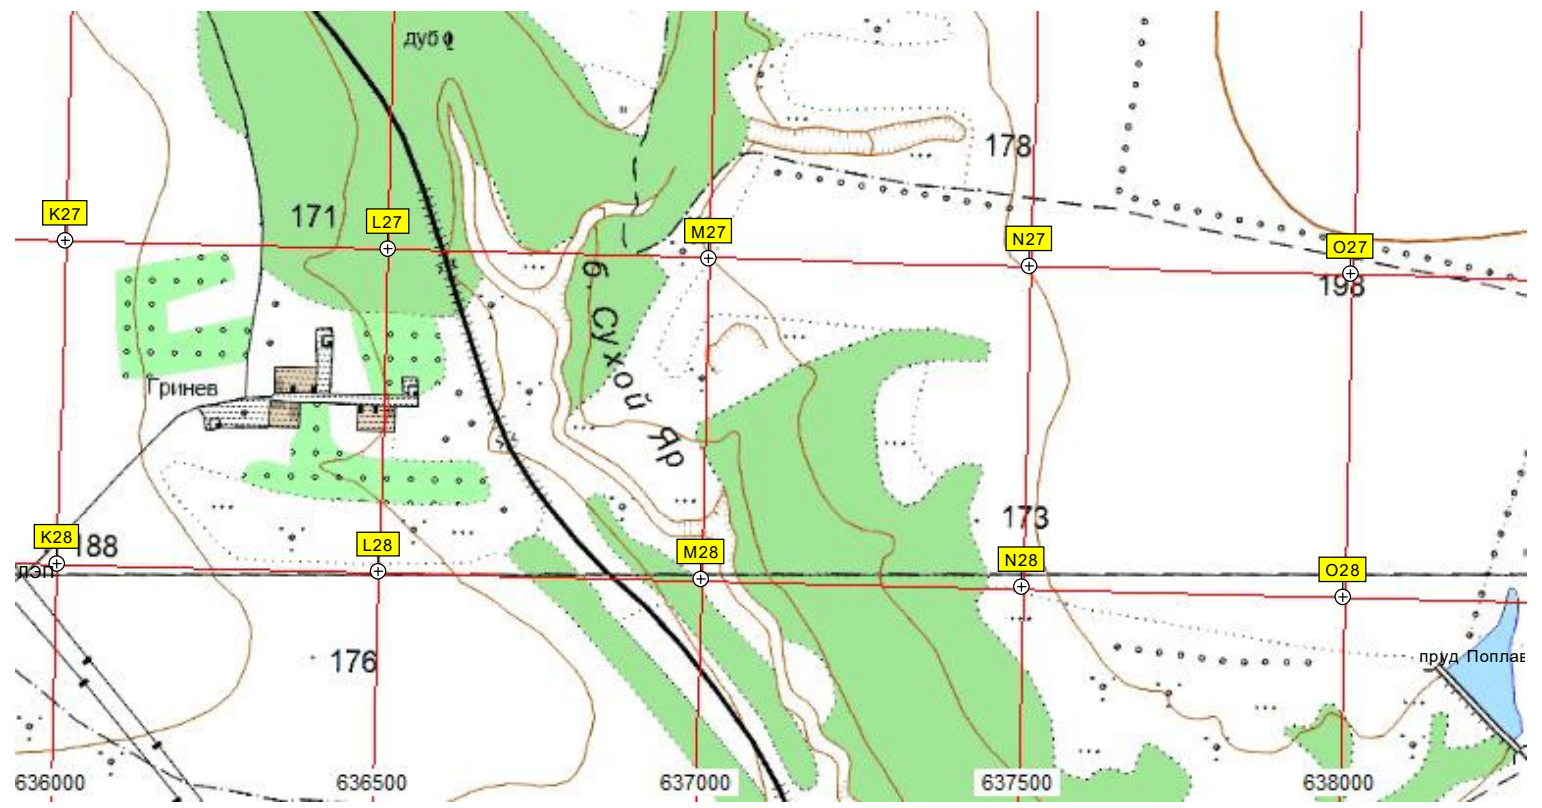 дуб
178
K27
171
L27
M27
N27
O27
198
б. Сухой Яр
Гринев
173
K28
188
L28
M28
N28
O28
лэп
176
пруд Поплав
636000
636500
637000
637500
638000